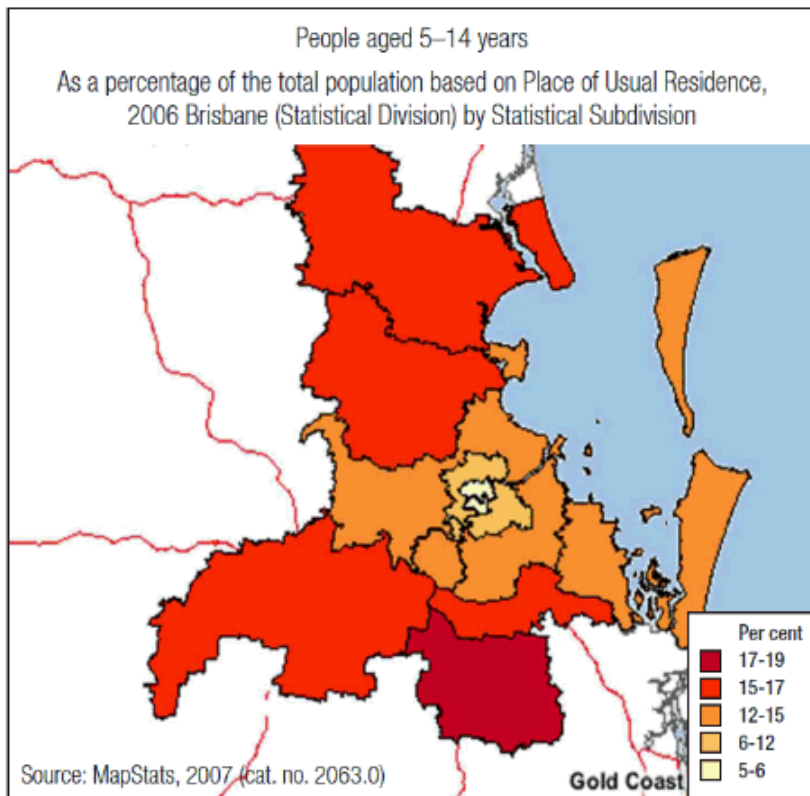 People aged 5–14 years
As a percentage of the total population based on Place of Usual Residence,
2006 Brisbane (Statistical Division) by Statistical Subdivision
Per cent
17-19
15-17
12-15
6-12
5-6
Source: MapStats, 2007 (cat. no. 2063.0)
Gold Coast